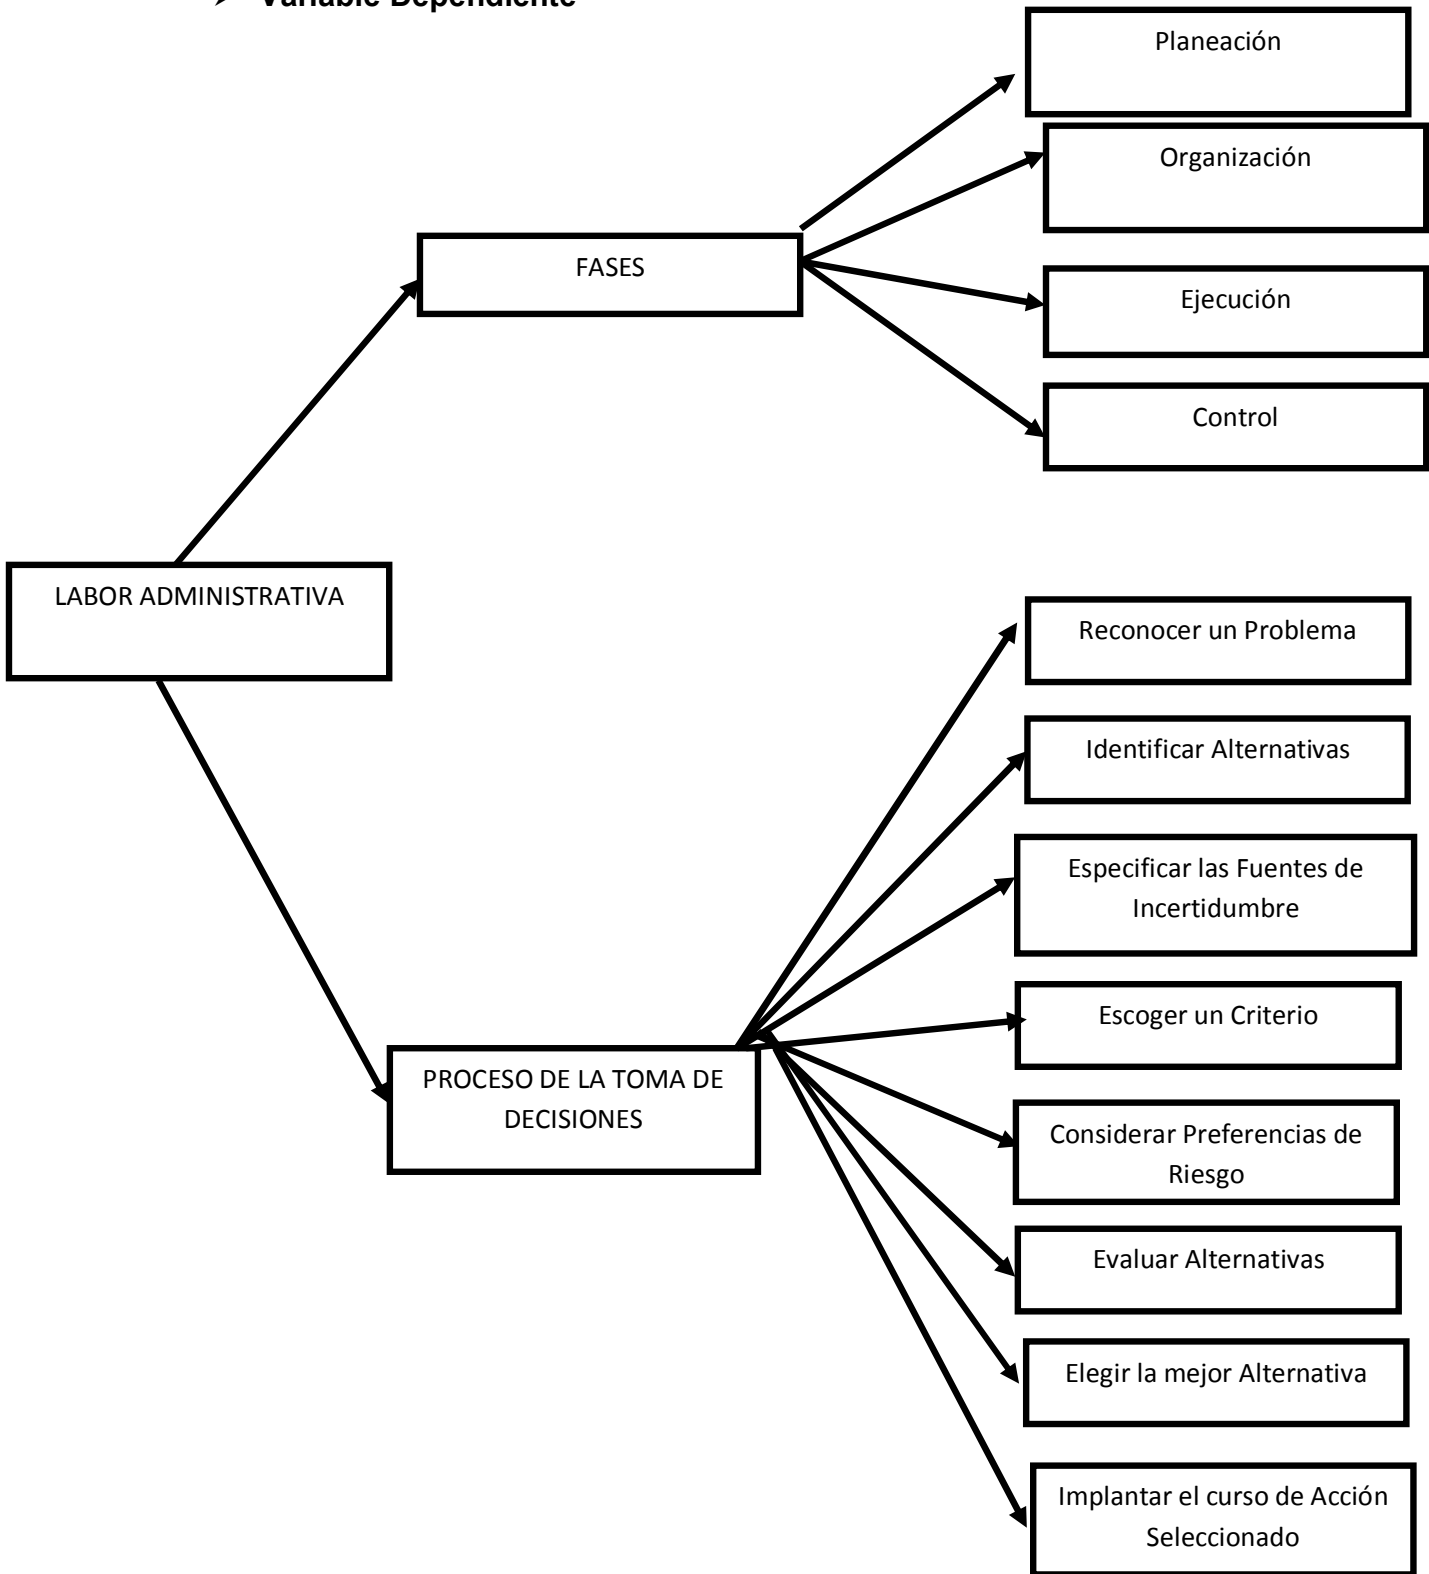 ➢ Variable Dependiente
Planeación
Organización
FASES
Ejecución
Control
LABOR ADMINISTRATIVA
Reconocer un Problema
Identificar Alternativas
Especificar las Fuentes de
Incertidumbre
Escoger un Criterio
PROCESO DE LA TOMA DE
DECISIONES
Considerar Preferencias de
Riesgo
Evaluar Alternativas
Elegir la mejor Alternativa
Implantar el curso de Acción
Seleccionado